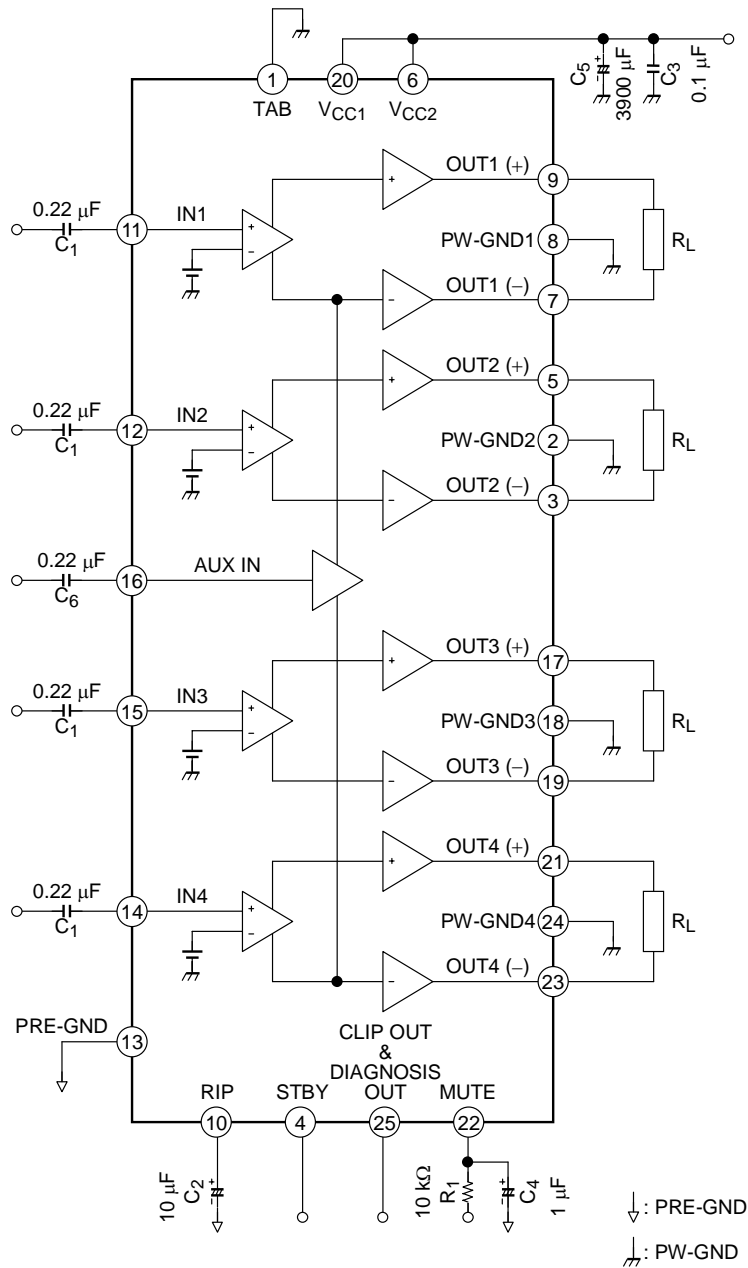 1 20 6
TAB VCC1 VCC2
C5 3900 µF C3 0.1 µF
- +
OUT1 (+) 9
+
0.22 µF C1 11 IN1 + −
PW-GND1 8 RL
− OUT1 (−) 7
OUT2 (+) 5
+
0.22 µF C1 12 IN2 + −
PW-GND2 2 RL
− OUT2 (−) 3
0.22 µF C6 16 AUX IN
OUT3 (+) 17
+
0.22 µF C1 15 IN3 + −
PW-GND3 18 RL
− OUT3 (−) 19
OUT4 (+) 21
+
0.22 µF C1 14 IN4 + −
PW-GND4 24 RL
− OUT4 (−) 23
PRE-GND 13
CLIP OUT
&
DIAGNOSIS
RIP STBY OUT MUTE
10 4 25 22
10 µF C2 - + 10 kΩ R1 - + C4 1 µF
: PRE-GND
: PW-GND